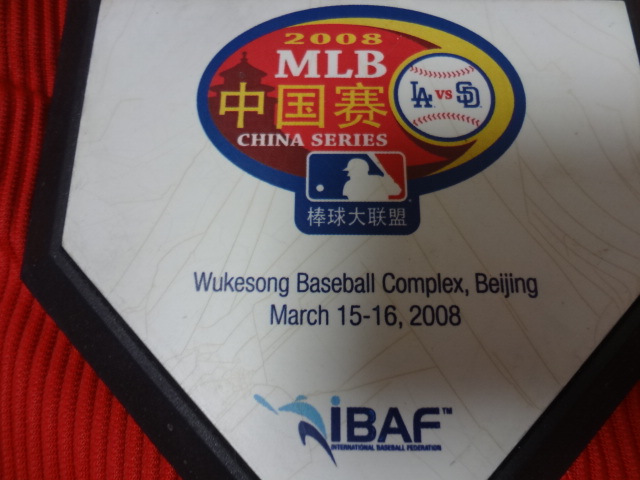 2008
MLB
中国赛
CHINA SERIES
LA VS SD
棒球大联盟
Wukesong Baseball Complex, Beijing
March 15-16, 2008
iBAF™
INTERNATIONAL BASEBALL FEDERATION